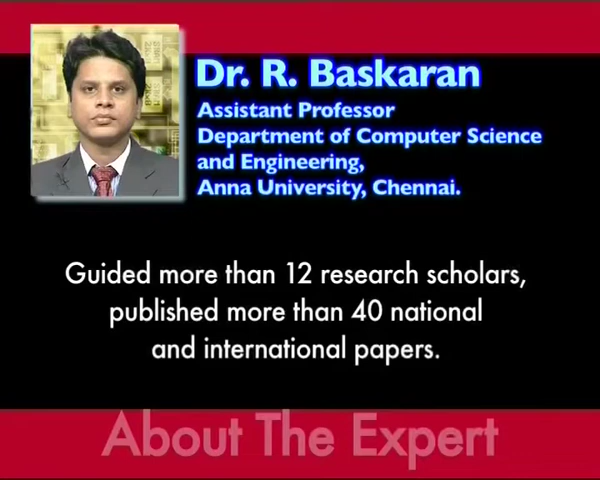 Dr. R. Baskaran
Assistant Professor
Department of Computer Science
and Engineering,
Anna University, Chennai.
Guided more than 12 research scholars,
published more than 40 national
and international papers.
About The Expert